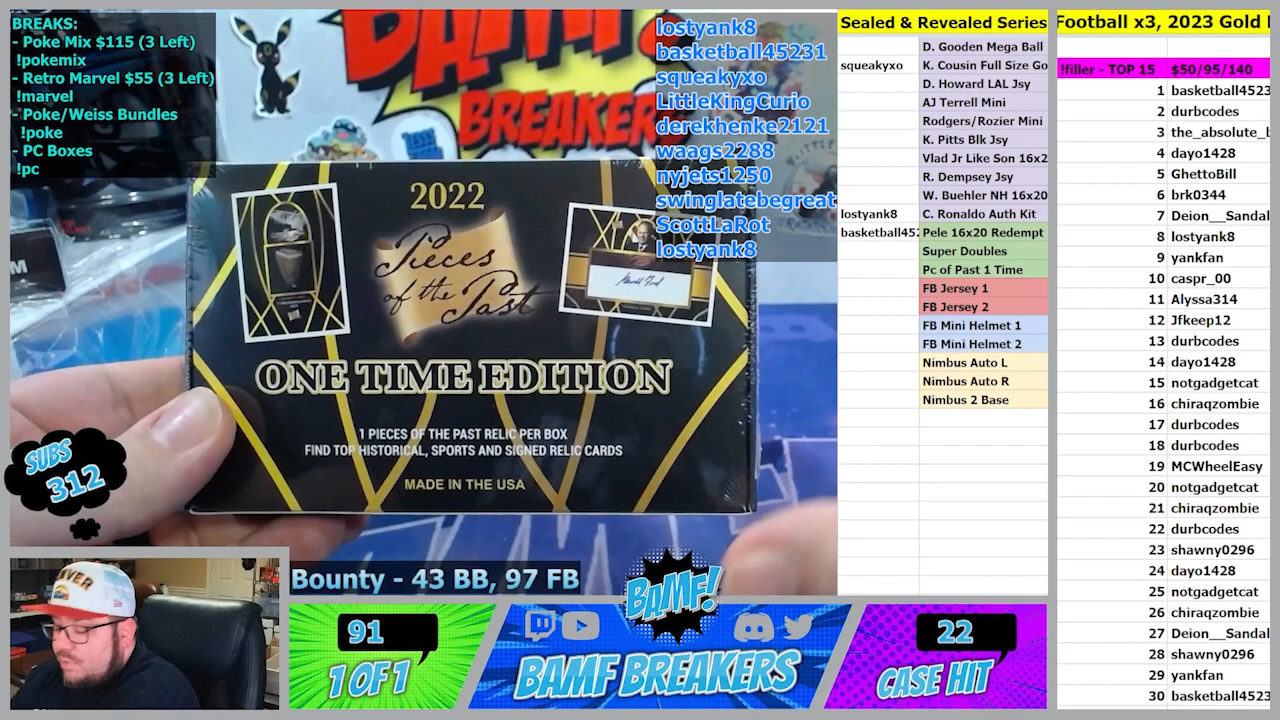 BREAKS:
- Poke Mix $115 (3 Left)
!pokemix
- Retro Marvel $55 (3 Left)
!marvel
- Poke/Weiss Bundles
!poke
- PC Boxes
!pc
BREAKER
lostyank8
basketball45231
squeakyxo
LittleKingCurio
derekhenke2121
waags2288
nyjets1250
swinglatebegreat
ScottLaRot
lostyank8
2022
Pieces
of the Past
ONE TIME EDITION
1 PIECES OF THE PAST RELIC PER BOX
FIND TOP HISTORICAL, SPORTS AND SIGNED RELIC CARDS
MADE IN THE USA
SUBS
312
Bounty - 43 BB, 97 FB
BAMF!
91
1 OF 1
BAMF BREAKERS
22
CASE HIT
Sealed & Revealed Series
D. Gooden Mega Ball
squeakyxo K. Cousin Full Size Go
D. Howard LAL Jsy
AJ Terrell Mini
Rodgers/Rozier Mini
K. Pitts Blk Jsy
Vlad Jr Like Son 16x2
R. Dempsey Jsy
W. Buehler NH 16x20
lostyank8 C. Ronaldo Auth Kit
basketball452 Pele 16x20 Redempt
Super Doubles
Pc of Past 1 Time
FB Jersey 1
FB Jersey 2
FB Mini Helmet 1
FB Mini Helmet 2
Nimbus Auto L
Nimbus Auto R
Nimbus 2 Base
Football x3, 2023 Gold
!filler - TOP 15 $50/95/140
1 basketball4523
2 durbcodes
3 the_absolute_b
4 dayo1428
5 GhettoBill
6 brk0344
7 Deion__Sandal
8 lostyank8
9 yankfan
10 caspr_00
11 Alyssa314
12 Jfkeep12
13 durbcodes
14 dayo1428
15 notgadgetcat
16 chiraqzombie
17 durbcodes
18 durbcodes
19 MCWheelEasy
20 notgadgetcat
21 chiraqzombie
22 durbcodes
23 shawny0296
24 dayo1428
25 notgadgetcat
26 chiraqzombie
27 Deion__Sandal
28 shawny0296
29 yankfan
30 basketball4523